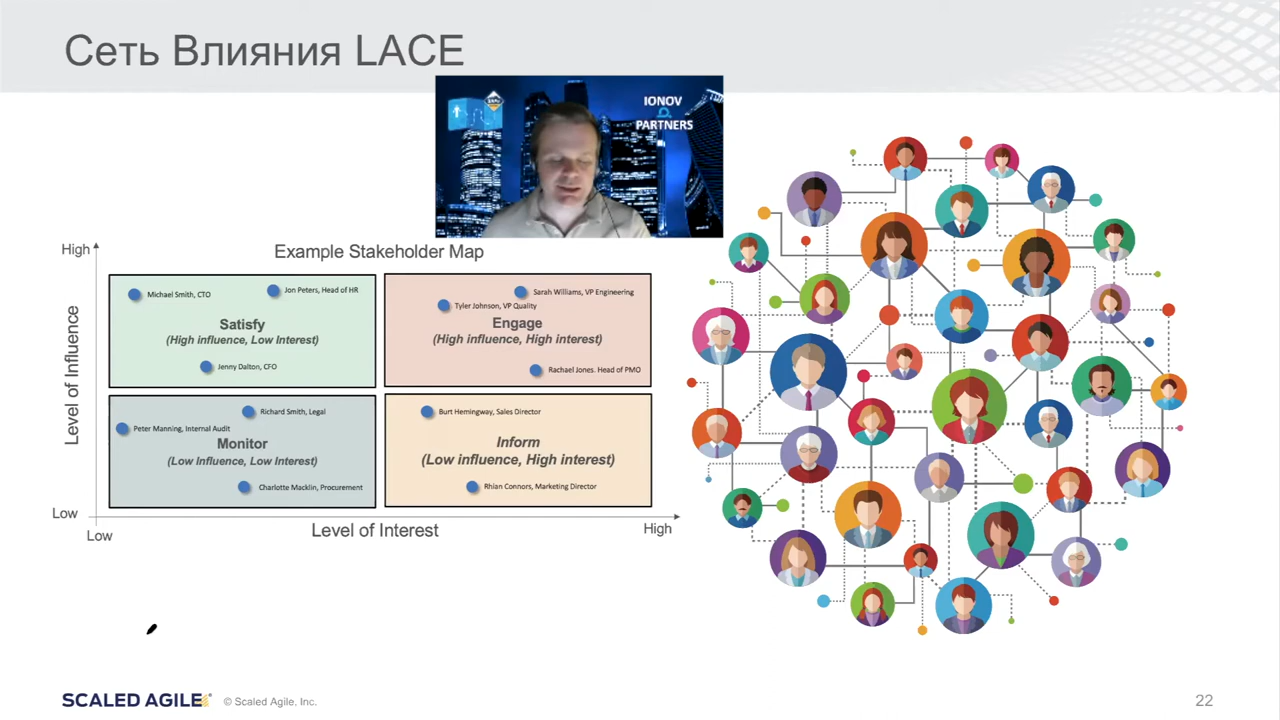 Сеть Влияния LACE
IONOV
PARTNERS
Example Stakeholder Map
High
Level of Influence
Low
Michael Smith, CTO
Jon Peters, Head of HR
Satisfy
(High influence, Low Interest)
Jenny Dalton, CFO
Sarah Williams, VP Engineering
Tyler Johnson, VP Quality
Engage
(High influence, High interest)
Rachael Jones. Head of PMO
Richard Smith, Legal
Peter Manning, Internal Audit
Monitor
(Low Influence, Low Interest)
Charlotte Macklin, Procurement
Burt Hemingway, Sales Director
Inform
(Low influence, High interest)
Rhian Connors, Marketing Director
Low
Level of Interest
High
SCALED AGILE
© Scaled Agile, Inc.
22